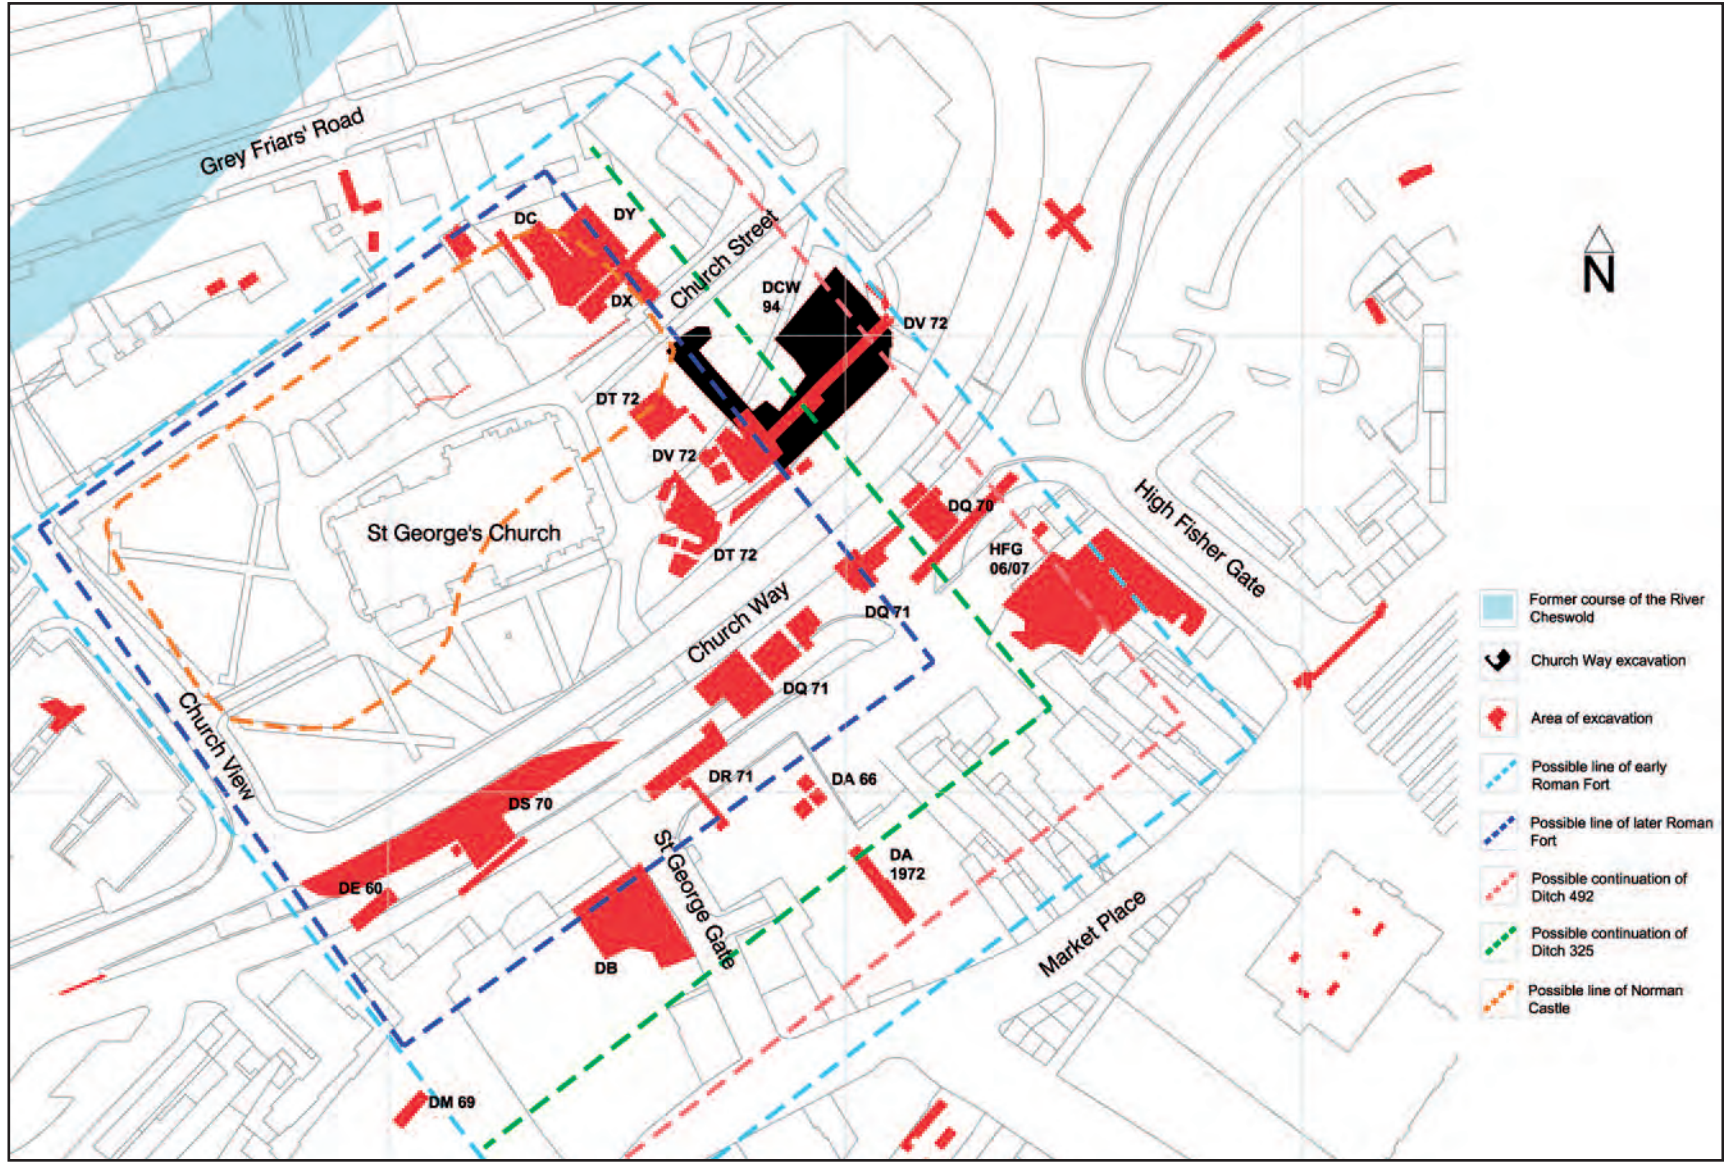 Grey Friars' Road
DC
DY
Church Street
DX
DCW
94
DV 72
DT 72
DV 72
St George's Church
DT 72
DQ 70
HFG
06/07
High Fisher Gate
DQ 71
Church Way
DQ 71
Church View
DS 70
DR 71
DA 66
DE 60
St George Gate
DA
1972
DB
Market Place
DM 69
N
Former course of the River
Cheswold
Church Way excavation
Area of excavation
Possible line of early
Roman Fort
Possible line of later Roman
Fort
Possible continuation of
Ditch 492
Possible continuation of
Ditch 325
Possible line of Norman
Castle